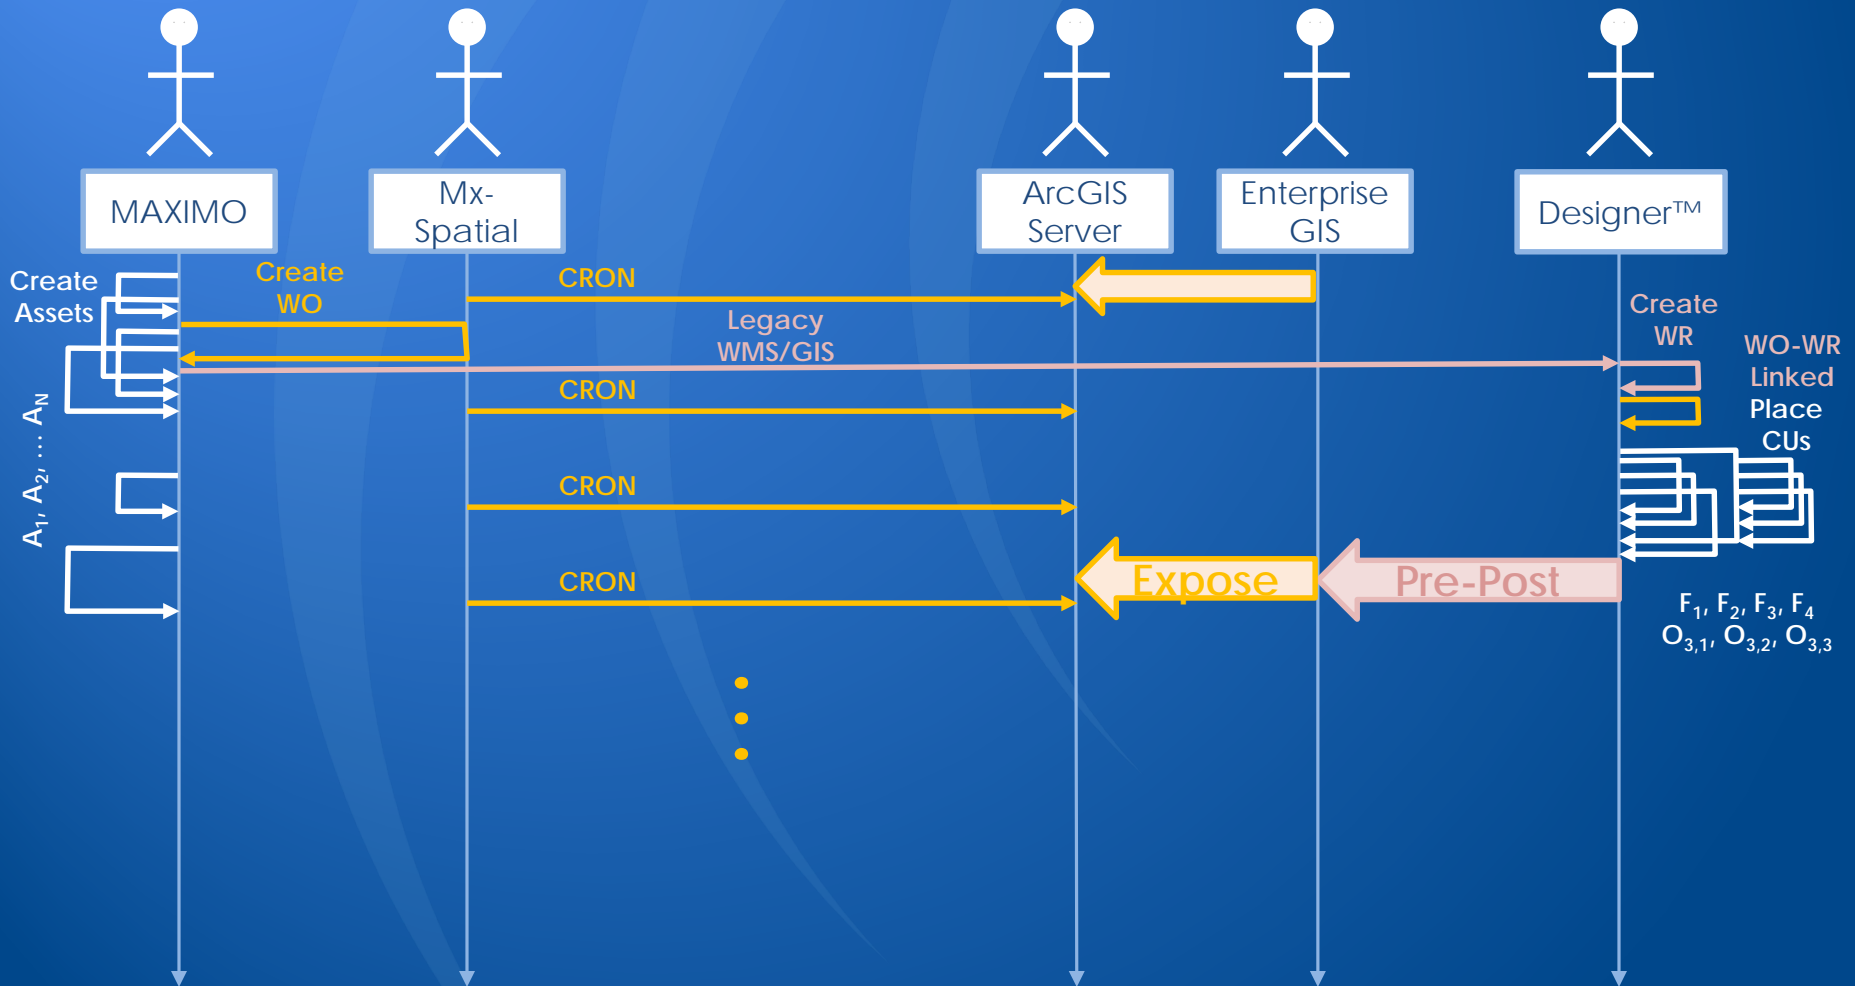 MAXIMO
Mx-
Spatial
ArcGIS
Server
Enterprise
GIS
Designer™
Create
Assets
Create
WO
CRON
Legacy
WMS/GIS
Create
WR
WO-WR
Linked
Place
CUs
CRON
A₁, A₂, … A_N
CRON
CRON
Expose
Pre-Post
F₁, F₂, F₃, F₄
O₃,₁, O₃,₂, O₃,₃